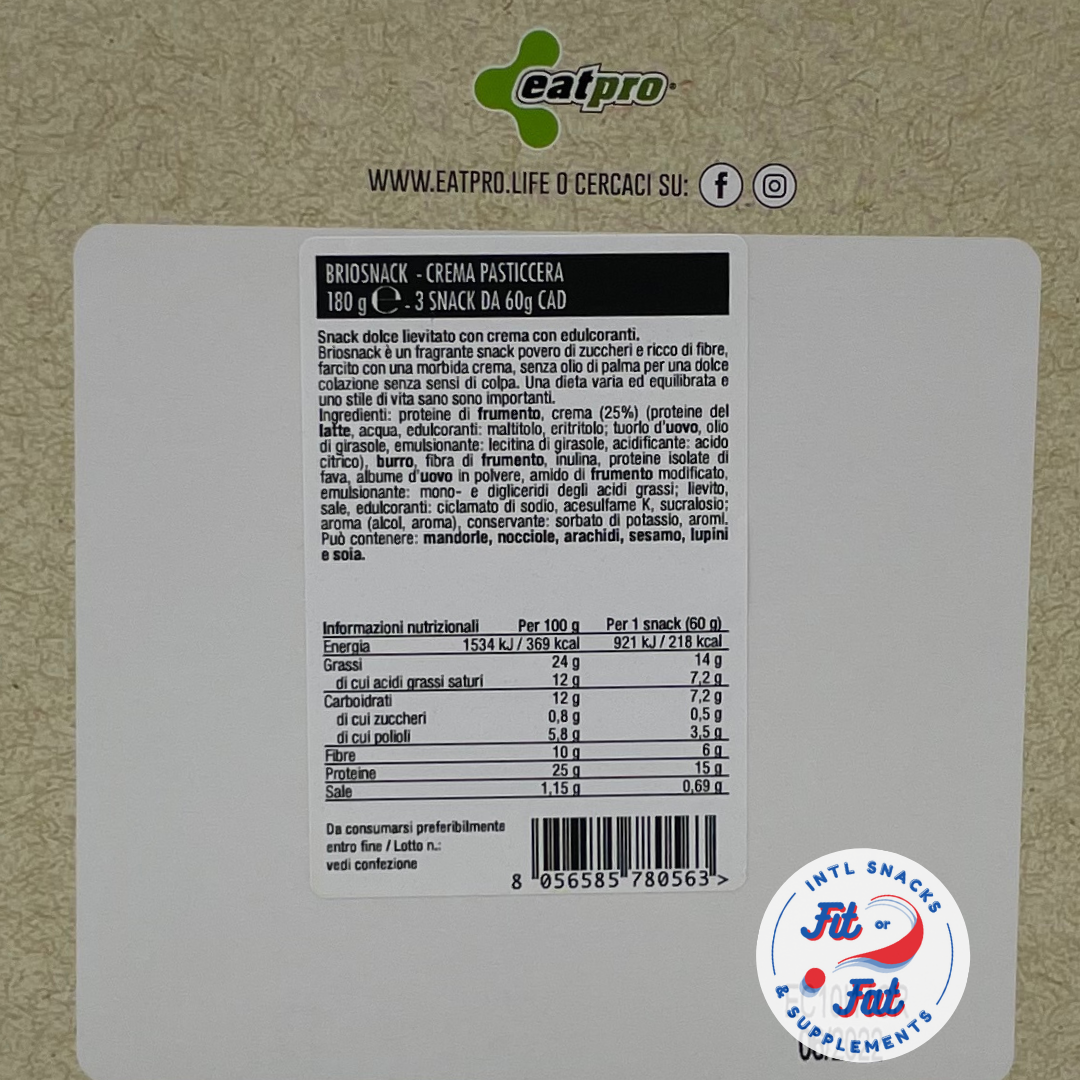 eatpro
WWW.EATPRO.LIFE O CERCACI SU:
BRIOSNACK - CREMA PASTICCERA
180 g ℮ - 3 SNACK DA 60g CAD
Snack dolce lievitato con crema con edulcoranti.
Briosnack è un fragrante snack povero di zuccheri e ricco di fibre,
farcito con una morbida crema, senza olio di palma per una dolce
colazione senza sensi di colpa. Una dieta varia ed equilibrata e
uno stile di vita sano sono importanti.
Ingredienti: proteine di frumento, crema (25%) (proteine del
latte, acqua, edulcoranti: maltitolo, eritritolo; tuorlo d'uovo, olio
di girasole, emulsionante: lecitina di girasole, acidificante: acido
citrico), burro, fibra di frumento, inulina, proteine isolate di
fava, albume d'uovo in polvere, amido di frumento modificato,
emulsionante: mono- e digliceridi degli acidi grassi; lievito,
sale, edulcoranti: ciclamato di sodio, acesulfame K, sucralosio;
aroma (alcol, aroma), conservante: sorbato di potassio, aromi.
Può contenere: mandorle, nocciole, arachidi, sesamo, lupini
e soia.
Informazioni nutrizionali Per 100 g Per 1 snack (60 g)
Energia 1534 kJ / 369 kcal 921 kJ / 218 kcal
Grassi 24 g 14 g
di cui acidi grassi saturi 12 g 7,2 g
Carboidrati 12 g 7,2 g
di cui zuccheri 0,8 g 0,5 g
di cui polioli 5,8 g 3,5 g
Fibre 10 g 6 g
Proteine 25 g 15 g
Sale 1,15 g 0,69 g
Da consumarsi preferibilmente
entro fine / Lotto n.:
vedi confezione
8 056585 780563 >
INTL SNACKS
Fit or
Fat
& SUPPLEMENTS